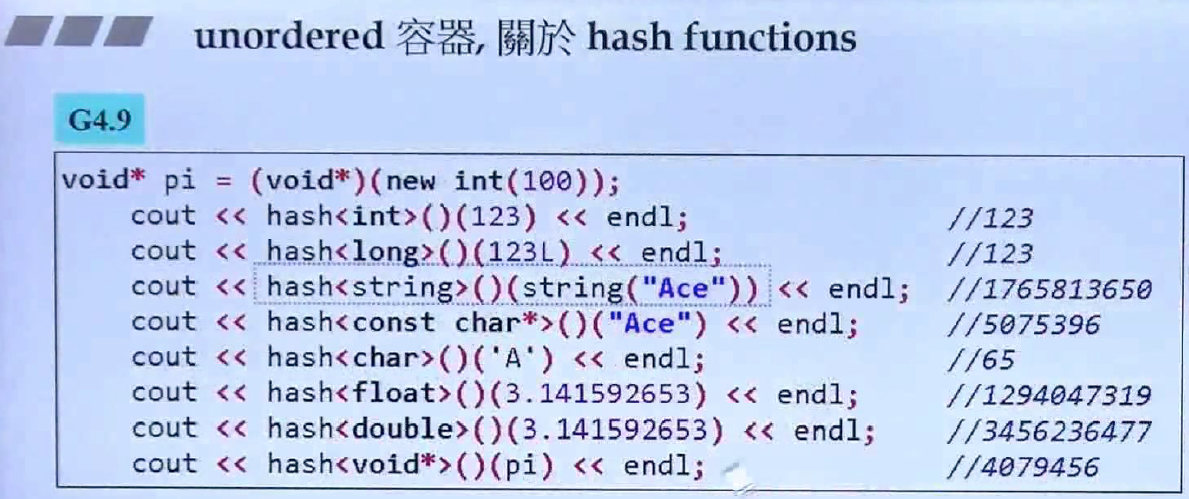 unordered 容器, 關於 hash functions
G4.9
void* pi = (void*)(new int(100));
cout << hash<int>()(123) << endl; //123
cout << hash<long>()(123L) << endl; //123
cout << hash<string>()(string("Ace")) << endl; //1765813650
cout << hash<const char*>()("Ace") << endl; //5075396
cout << hash<char>()('A') << endl; //65
cout << hash<float>()(3.141592653) << endl; //1294047319
cout << hash<double>()(3.141592653) << endl; //3456236477
cout << hash<void*>()(pi) << endl; //4079456